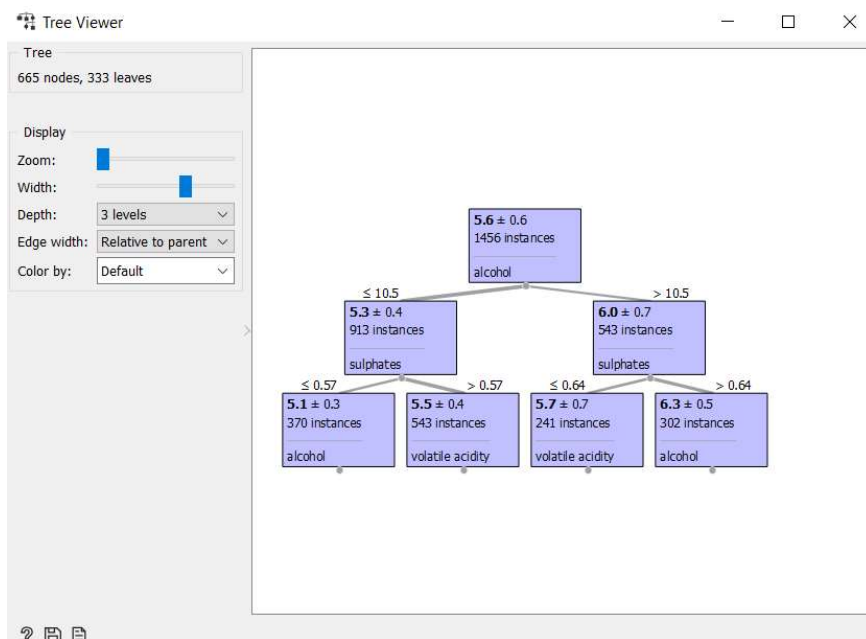 Tree Viewer
Tree
665 nodes, 333 leaves
Display
Zoom:
Width:
Depth: 3 levels
Edge width: Relative to parent
Color by: Default
5.6 ± 0.6
1456 instances
alcohol
≤ 10.5 > 10.5
5.3 ± 0.4
913 instances
sulphates
6.0 ± 0.7
543 instances
sulphates
≤ 0.57 > 0.57 ≤ 0.64 > 0.64
5.1 ± 0.3
370 instances
alcohol
5.5 ± 0.4
543 instances
volatile acidity
5.7 ± 0.7
241 instances
volatile acidity
6.3 ± 0.5
302 instances
alcohol
?